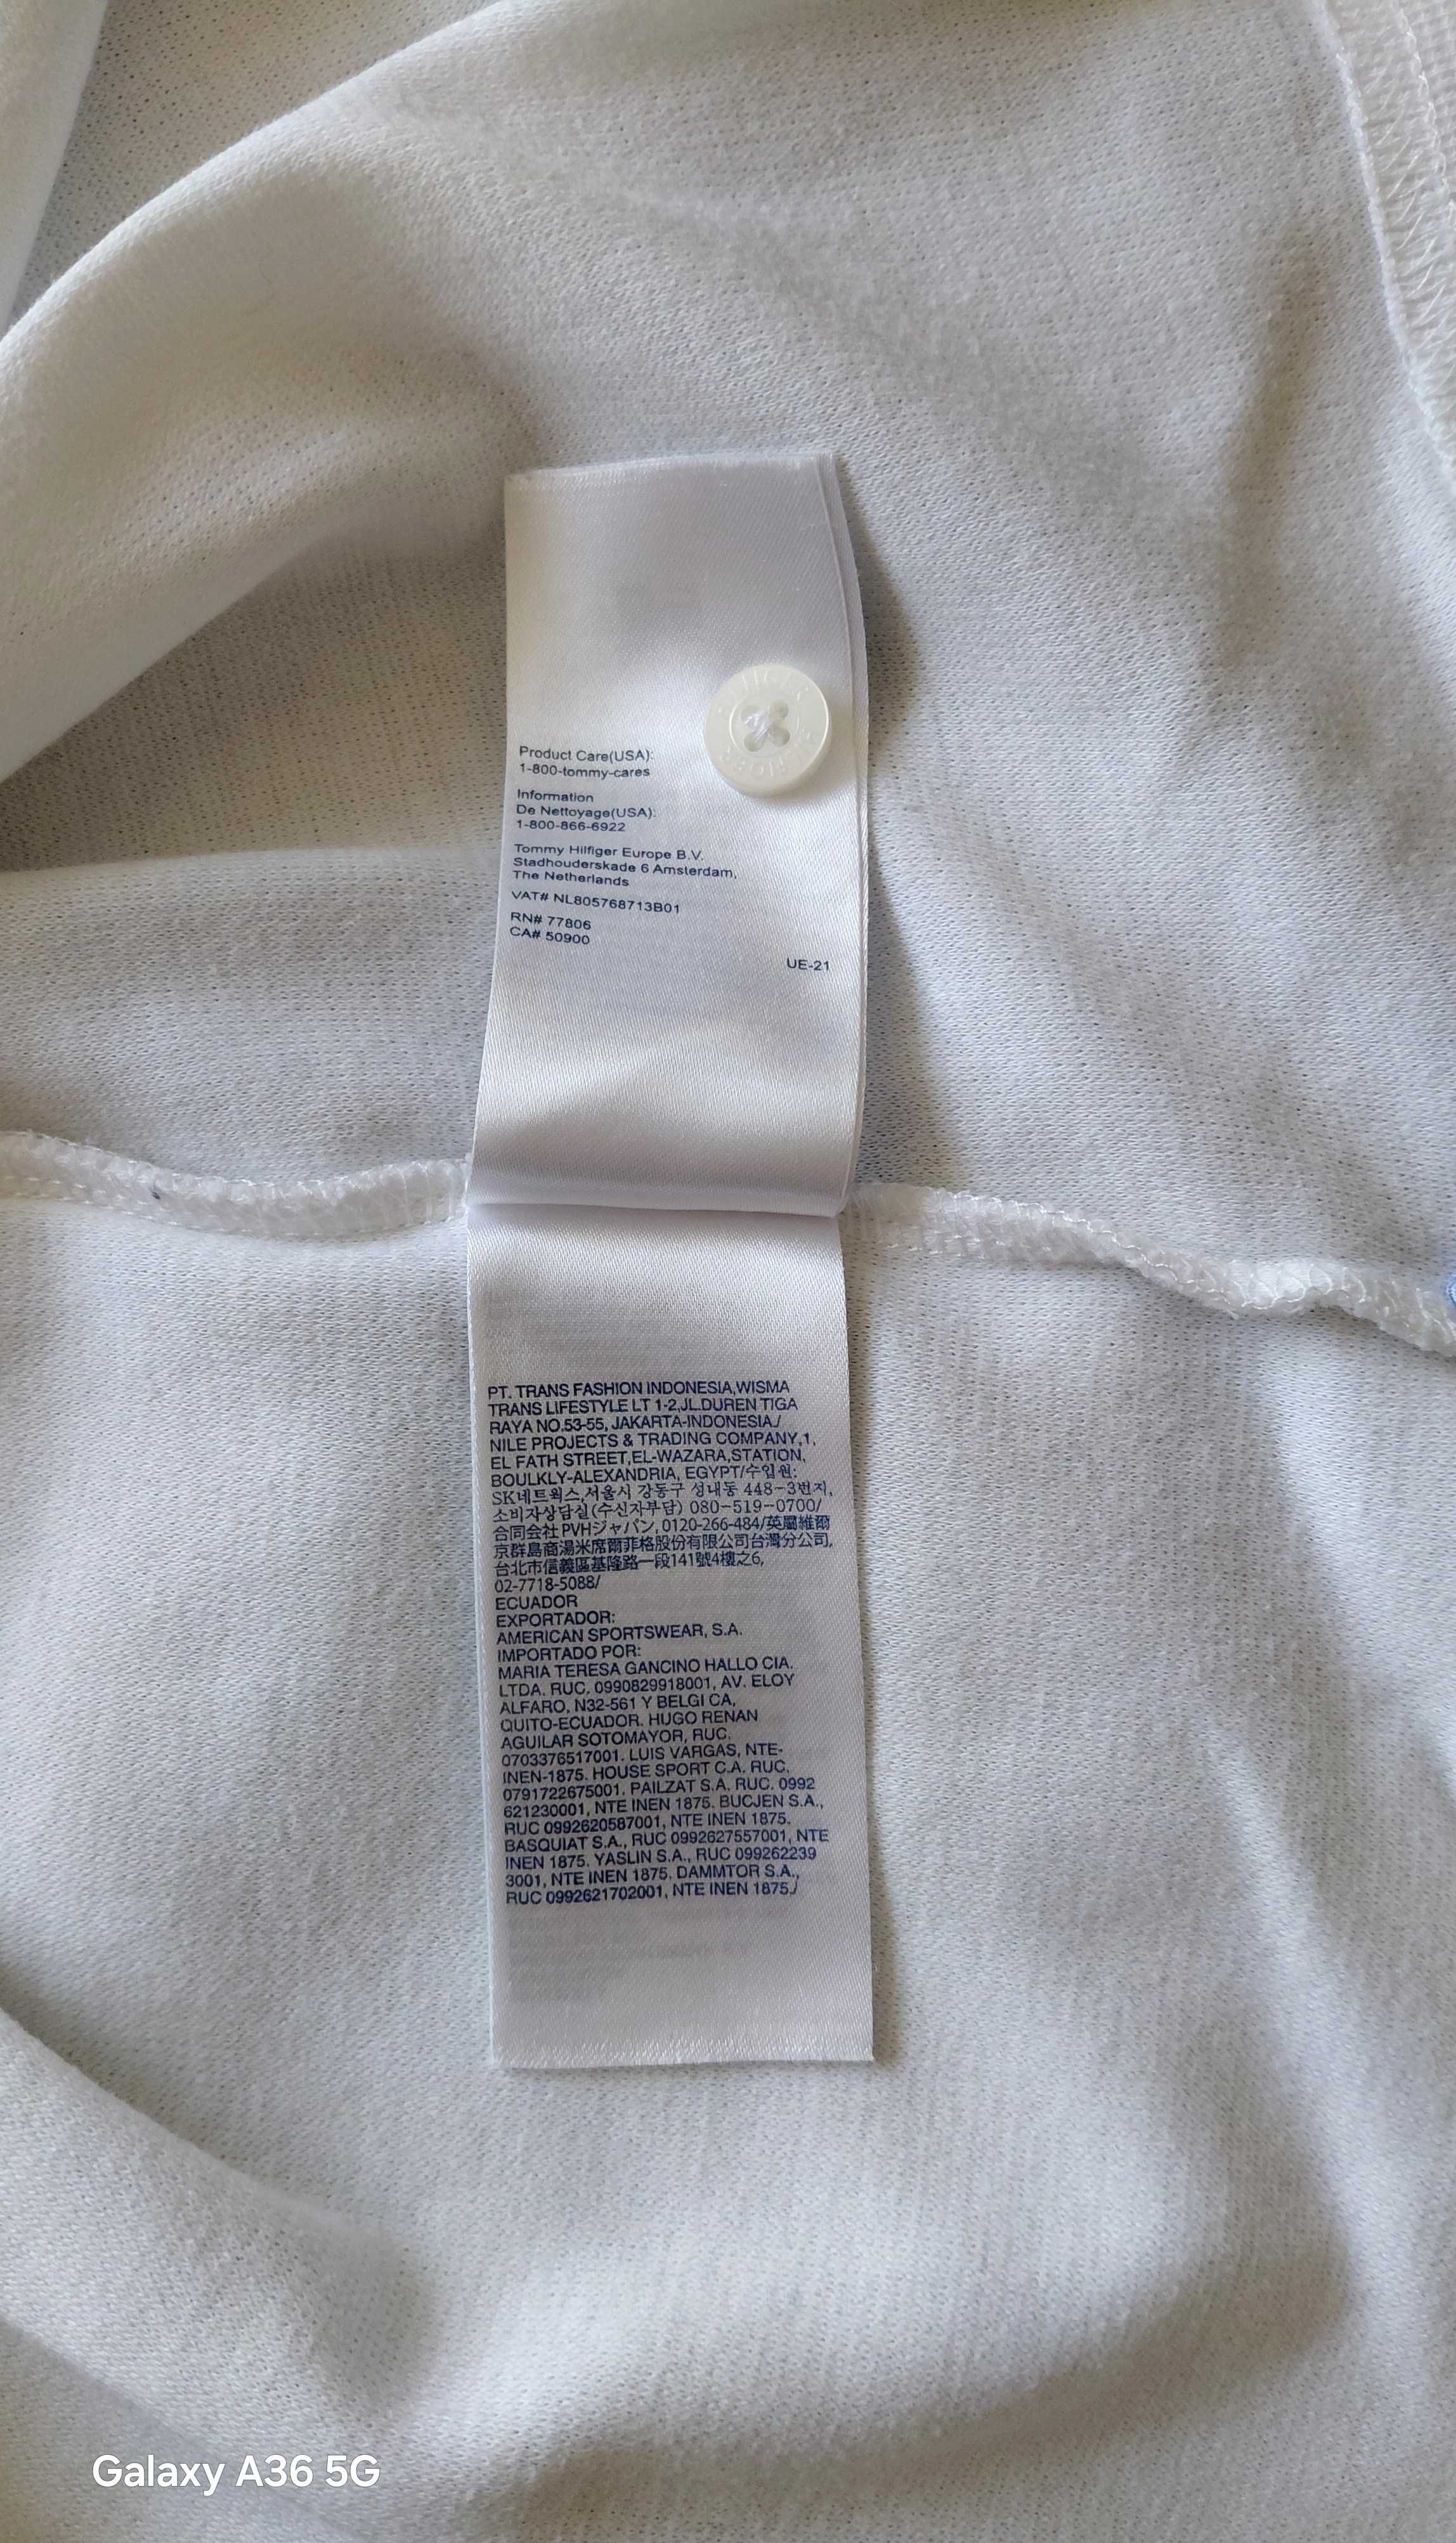 Product Care(USA):
1-800-tommy-cares
Information
De Nettoyage(USA):
1-800-866-6922
Tommy Hilfiger Europe B.V.
Stadhouderskade 6 Amsterdam,
The Netherlands
VAT# NL805768713B01
RN# 77806
CA# 50900
UE-21
PT. TRANS FASHION INDONESIA,WISMA
TRANS LIFESTYLE LT 1-2,JL.DUREN TIGA
RAYA NO.53-55, JAKARTA-INDONESIA./
NILE PROJECTS & TRADING COMPANY,1,
EL FATH STREET,EL-WAZARA,STATION,
BOULKLY-ALEXANDRIA, EGYPT/수입원:
SK네트웍스,서울시 강동구 성내동 448-3번지,
소비자상담실(수신자부담) 080-519-0700/
合同会社PVHジャパン, 0120-266-484/英屬維爾
京群島商湯米席爾菲格股份有限公司台灣分公司,
台北市信義區基隆路一段141號4樓之6,
02-7718-5088/
ECUADOR
EXPORTADOR:
AMERICAN SPORTSWEAR, S.A.
IMPORTADO POR:
MARIA TERESA GANCINO HALLO CIA.
LTDA. RUC. 0990829918001, AV. ELOY
ALFARO, N32-561 Y BELGI CA,
QUITO-ECUADOR. HUGO RENAN
AGUILAR SOTOMAYOR, RUC.
0703376517001. LUIS VARGAS, NTE-
INEN-1875. HOUSE SPORT C.A. RUC.
0791722675001. PAILZAT S.A. RUC. 0992
621230001, NTE INEN 1875. BUCJEN S.A.,
RUC 0992620587001, NTE INEN 1875.
BASQUIAT S.A., RUC 0992627557001, NTE
INEN 1875. YASLIN S.A., RUC 099262239
3001, NTE INEN 1875. DAMMTOR S.A.,
RUC 0992621702001, NTE INEN 1875./
Galaxy A36 5G